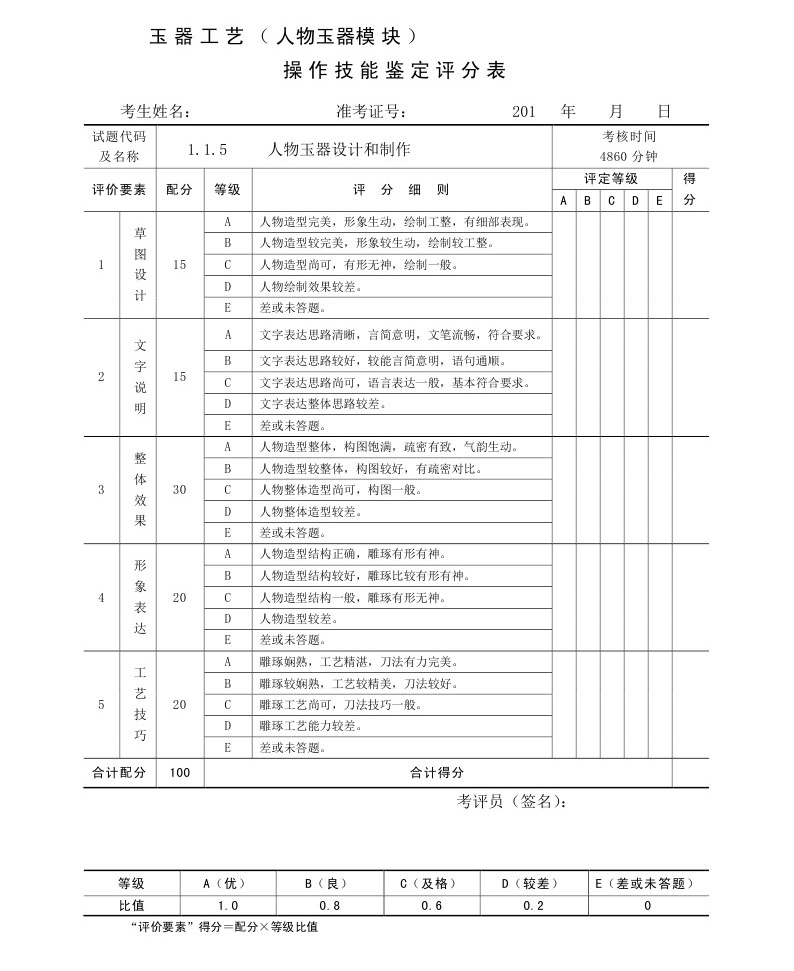 玉器工艺（人物玉器模块）
操作技能鉴定评分表
考生姓名： 准考证号： 201 年 月 日
试题代码及名称 1.1.5 人物玉器设计和制作 考核时间 4860 分钟
评价要素 配分 等级 评分细则 评定等级 得分
A B C D E
1 草图设计 15
A 人物造型完美，形象生动，绘制工整，有细部表现。
B 人物造型较完美，形象较生动，绘制较工整。
C 人物造型尚可，有形无神，绘制一般。
D 人物绘制效果较差。
E 差或未答题。
2 文字说明 15
A 文字表达思路清晰，言简意明，文笔流畅，符合要求。
B 文字表达思路较好，较能言简意明，语句通顺。
C 文字表达思路尚可，语言表达一般，基本符合要求。
D 文字表达整体思路较差。
E 差或未答题。
3 整体效果 30
A 人物造型整体，构图饱满，疏密有致，气韵生动。
B 人物造型较整体，构图较好，有疏密对比。
C 人物整体造型尚可，构图一般。
D 人物整体造型较差。
E 差或未答题。
4 形象表达 20
A 人物造型结构正确，雕琢有形有神。
B 人物造型结构较好，雕琢比较有形有神。
C 人物造型结构一般，雕琢有形无神。
D 人物造型较差。
E 差或未答题。
5 工艺技巧 20
A 雕琢娴熟，工艺精湛，刀法有力完美。
B 雕琢较娴熟，工艺较精美，刀法较好。
C 雕琢工艺尚可，刀法技巧一般。
D 雕琢工艺能力较差。
E 差或未答题。
合计配分 100 合计得分
考评员（签名）：
等级 A（优） B（良） C（及格） D（较差） E（差或未答题）
比值 1.0 0.8 0.6 0.2 0
“评价要素”得分＝配分×等级比值